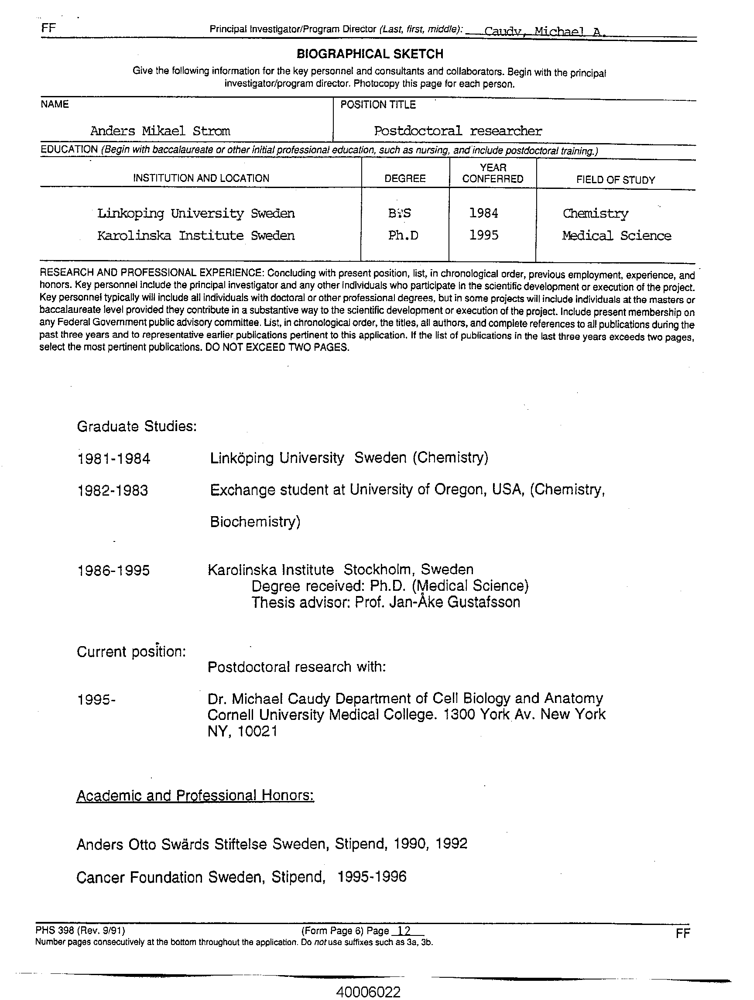 FF Principal Investigator/Program Director (Last, first, middle): Caudy, Michael A.
BIOGRAPHICAL SKETCH
Give the following information for the key personnel and consultants and collaborators. Begin with the principal
investigator/program director. Photocopy this page for each person.
NAME POSITION TITLE
Anders Mikael Strom Postdoctoral researcher
EDUCATION (Begin with baccalaureate or other initial professional education, such as nursing, and include postdoctoral training.)
INSTITUTION AND LOCATION DEGREE YEAR CONFERRED FIELD OF STUDY
Linkoping University Sweden B.S 1984 Chemistry
Karolinska Institute Sweden Ph.D 1995 Medical Science
RESEARCH AND PROFESSIONAL EXPERIENCE: Concluding with present position, list, in chronological order, previous employment, experience, and
honors. Key personnel include the principal investigator and any other individuals who participate in the scientific development or execution of the project.
Key personnel typically will include all individuals with doctoral or other professional degrees, but in some projects will include individuals at the masters or
baccalaureate level provided they contribute in a substantive way to the scientific development or execution of the project. Include present membership on
any Federal Government public advisory committee. List, in chronological order, the titles, all authors, and complete references to all publications during the
past three years and to representative earlier publications pertinent to this application. If the list of publications in the last three years exceeds two pages,
select the most pertinent publications. DO NOT EXCEED TWO PAGES.
Graduate Studies:
1981-1984 Linköping University Sweden (Chemistry)
1982-1983 Exchange student at University of Oregon, USA, (Chemistry,
Biochemistry)
1986-1995 Karolinska Institute Stockholm, Sweden
Degree received: Ph.D. (Medical Science)
Thesis advisor: Prof. Jan-Åke Gustafsson
Current position:
Postdoctoral research with:
1995- Dr. Michael Caudy Department of Cell Biology and Anatomy
Cornell University Medical College. 1300 York Av. New York
NY, 10021
Academic and Professional Honors:
Anders Otto Swärds Stiftelse Sweden, Stipend, 1990, 1992
Cancer Foundation Sweden, Stipend, 1995-1996
PHS 398 (Rev. 9/91) (Form Page 6) Page 12 FF
Number pages consecutively at the bottom throughout the application. Do not use suffixes such as 3a, 3b.
40006022